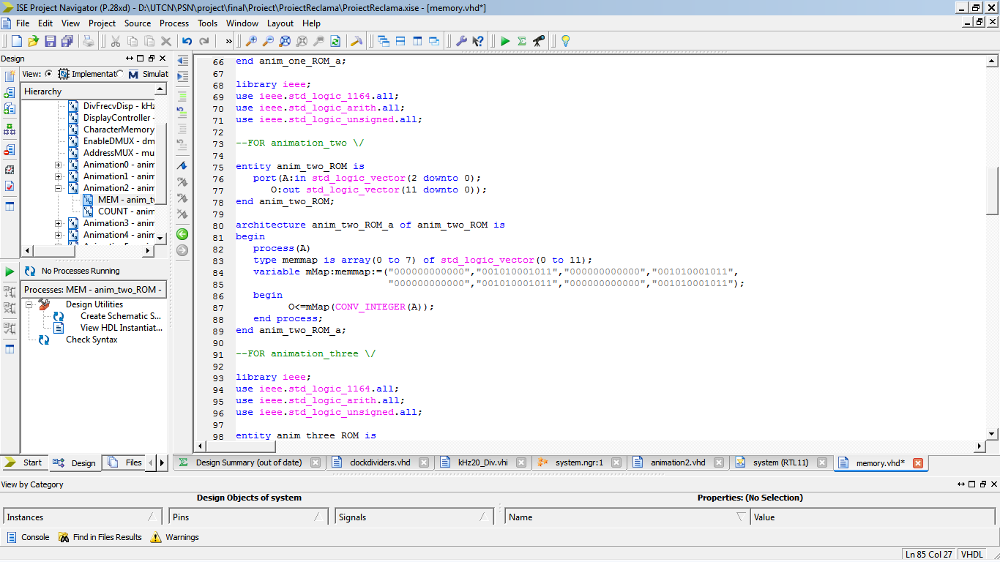 ISE Project Navigator (P.28xd) - D:\UTCN\PSN\project\final\Proiect\ProiectReclama\ProiectReclama.xise - [memory.vhd*]
File Edit View Project Source Process Tools Window Layout Help
Design
View: Implementat Simulat
Hierarchy
DivFrecvDisp - kHz
DisplayController -
CharacterMemory
EnableDMUX - dm
AddressMUX - mu
Animation0 - anim
Animation1 - anim
Animation2 - anim
MEM - anim_tw
COUNT - anim
Animation3 - anim
Animation4 - anim
No Processes Running
Processes: MEM - anim_two_ROM -
Design Utilities
Create Schematic S...
View HDL Instantiat...
Check Syntax
Start Design Files
66 end anim_one_ROM_a;
67
68 library ieee;
69 use ieee.std_logic_1164.all;
70 use ieee.std_logic_arith.all;
71 use ieee.std_logic_unsigned.all;
72
73 --FOR animation_two \/
74
75 entity anim_two_ROM is
76 port(A:in std_logic_vector(2 downto 0);
77 O:out std_logic_vector(11 downto 0));
78 end anim_two_ROM;
79
80 architecture anim_two_ROM_a of anim_two_ROM is
81 begin
82 process(A)
83 type memmap is array(0 to 7) of std_logic_vector(0 to 11);
84 variable mMap:memmap:=("000000000000","001010001011","000000000000","001010001011",
85 "000000000000","001010001011","000000000000","001010001011");
86 begin
87 O<=mMap(CONV_INTEGER(A));
88 end process;
89 end anim_two_ROM_a;
90
91 --FOR animation_three \/
92
93 library ieee;
94 use ieee.std_logic_1164.all;
95 use ieee.std_logic_arith.all;
96 use ieee.std_logic_unsigned.all;
97
98 entity anim_three_ROM is
Design Summary (out of date) clockdividers.vhd kHz20_Div.vhi system.ngr:1 animation2.vhd system (RTL11) memory.vhd*
View by Category
Design Objects of system Properties: (No Selection)
Instances Pins Signals Name Value
Console Find in Files Results Warnings
Ln 85 Col 27 VHDL